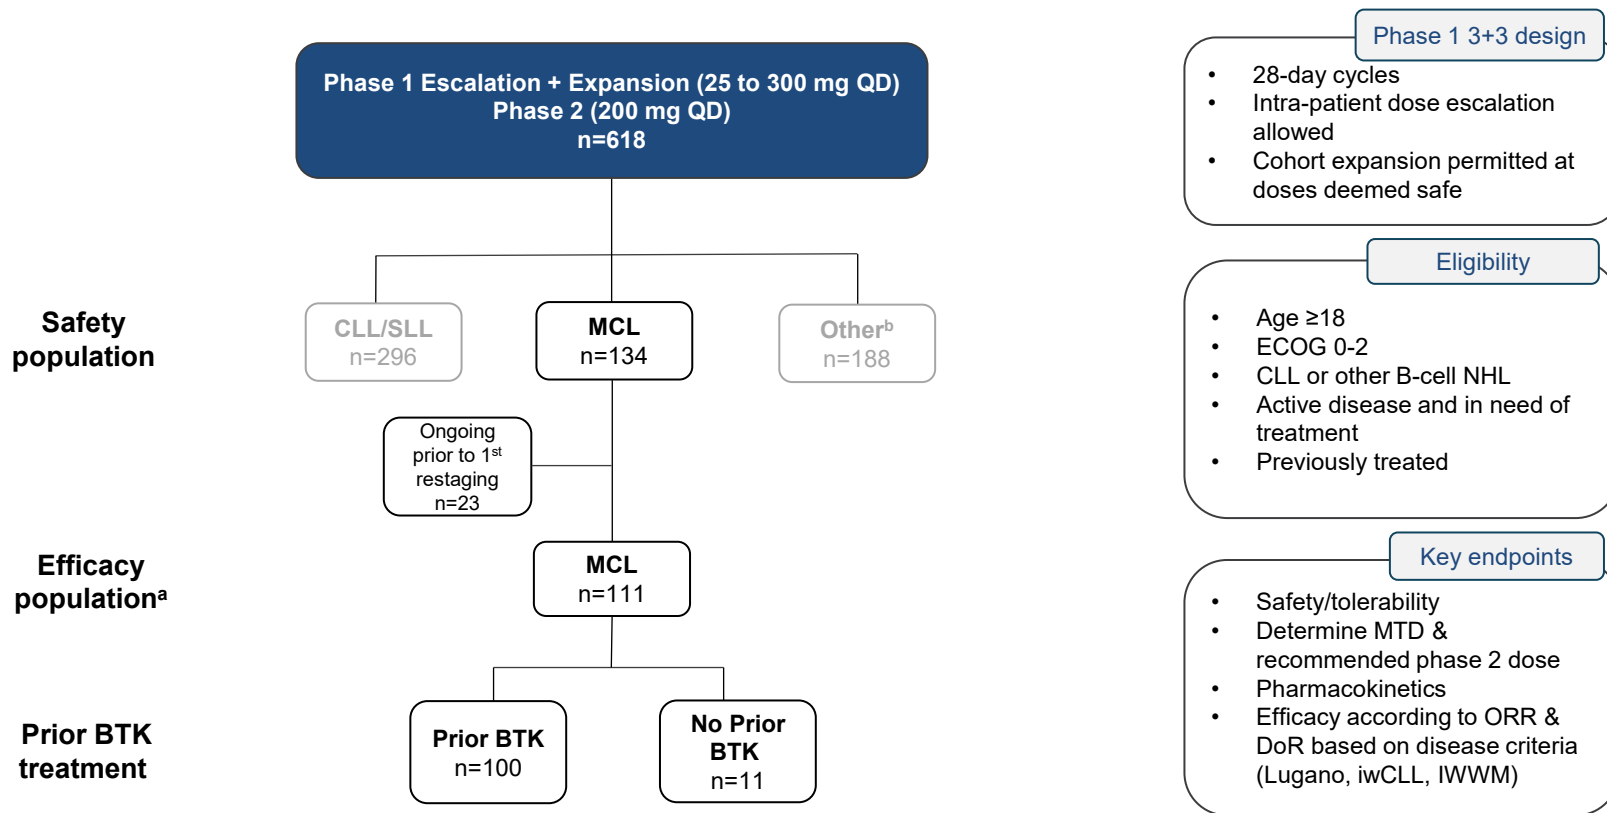 Phase 1 Escalation + Expansion (25 to 300 mg QD)
Phase 2 (200 mg QD)
n=618
Safety
population
CLL/SLL
n=296
MCL
n=134
Otherᵇ
n=188
Ongoing
prior to 1ˢᵗ
restaging
n=23
Efficacy
populationᵃ
MCL
n=111
Prior BTK
treatment
Prior BTK
n=100
No Prior
BTK
n=11
Phase 1 3+3 design
• 28-day cycles
• Intra-patient dose escalation
allowed
• Cohort expansion permitted at
doses deemed safe
Eligibility
• Age ≥18
• ECOG 0-2
• CLL or other B-cell NHL
• Active disease and in need of
treatment
• Previously treated
Key endpoints
• Safety/tolerability
• Determine MTD &
recommended phase 2 dose
• Pharmacokinetics
• Efficacy according to ORR &
DoR based on disease criteria
(Lugano, iwCLL, IWWM)